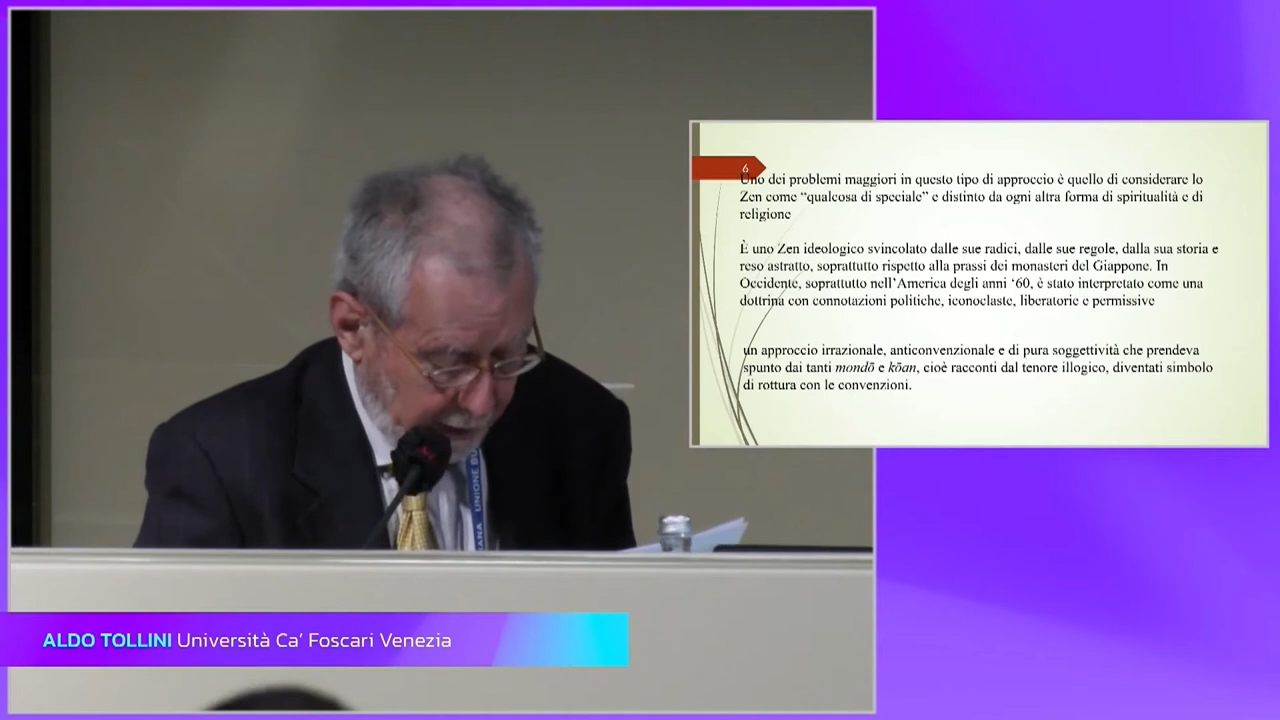 6
Uno dei problemi maggiori in questo tipo di approccio è quello di considerare lo
Zen come “qualcosa di speciale” e distinto da ogni altra forma di spiritualità e di
religione
È uno Zen ideologico svincolato dalle sue radici, dalle sue regole, dalla sua storia e
reso astratto, soprattutto rispetto alla prassi dei monasteri del Giappone. In
Occidente, soprattutto nell’America degli anni ‘60, è stato interpretato come una
dottrina con connotazioni politiche, iconoclaste, liberatorie e permissive
un approccio irrazionale, anticonvenzionale e di pura soggettività che prendeva
spunto dai tanti mondō e kōan, cioè racconti dal tenore illogico, diventati simbolo
di rottura con le convenzioni.
UNIONE BU
IANA
ALDO TOLLINI Università Ca’ Foscari Venezia